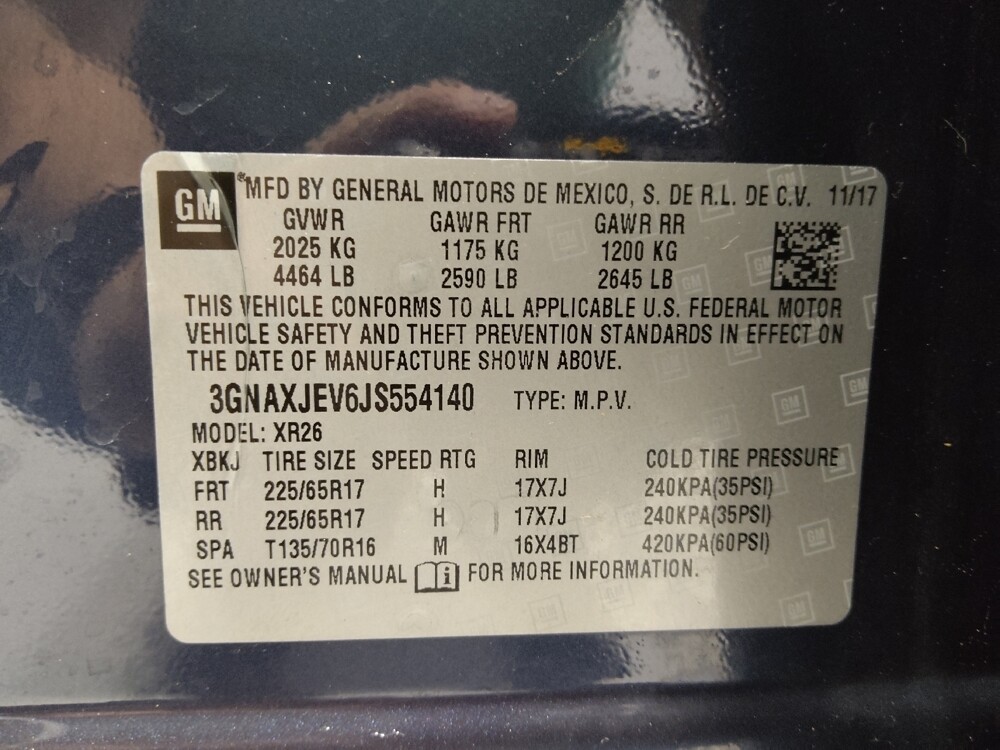 GM
MFD BY GENERAL MOTORS DE MEXICO, S. DE R.L. DE C.V. 11/17
GVWR GAWR FRT GAWR RR
2025 KG 1175 KG 1200 KG
4464 LB 2590 LB 2645 LB
THIS VEHICLE CONFORMS TO ALL APPLICABLE U.S. FEDERAL MOTOR
VEHICLE SAFETY AND THEFT PREVENTION STANDARDS IN EFFECT ON
THE DATE OF MANUFACTURE SHOWN ABOVE.
3GNAXJEV6JS554140 TYPE: M.P.V.
MODEL: XR26
XBKJ TIRE SIZE SPEED RTG RIM COLD TIRE PRESSURE
FRT 225/65R17 H 17X7J 240KPA(35PSI)
RR 225/65R17 H 17X7J 240KPA(35PSI)
SPA T135/70R16 M 16X4BT 420KPA(60PSI)
SEE OWNER'S MANUAL i FOR MORE INFORMATION.